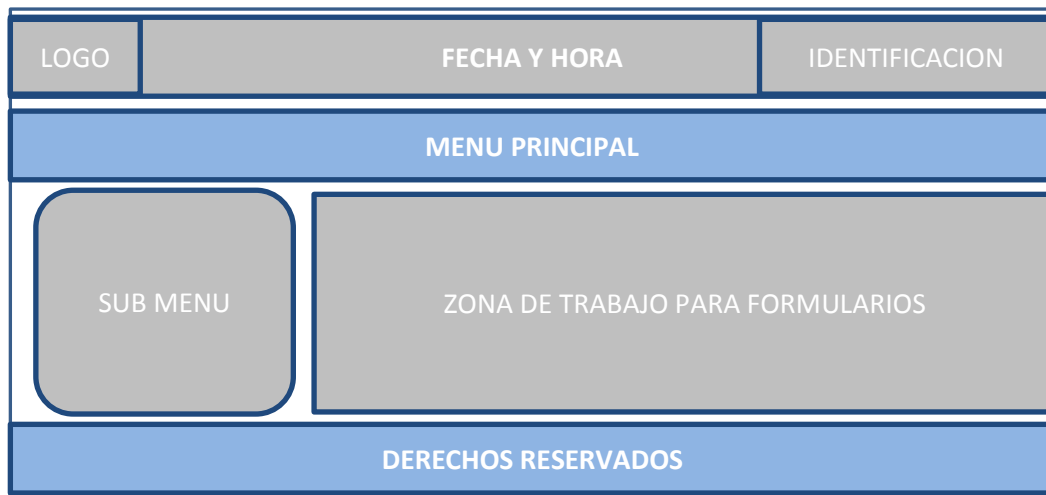 LOGO
FECHA Y HORA
IDENTIFICACION
MENU PRINCIPAL
SUB MENU
ZONA DE TRABAJO PARA FORMULARIOS
DERECHOS RESERVADOS